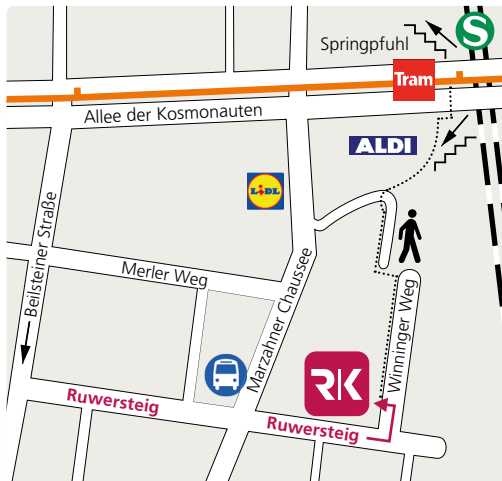 S
Springpfuhl
Tram
Allee der Kosmonauten
ALDI
LIDL
Beilsteiner Straße
Merler Weg
Marzahner Chaussee
Winninger Weg
RK
Ruwersteig
Ruwersteig